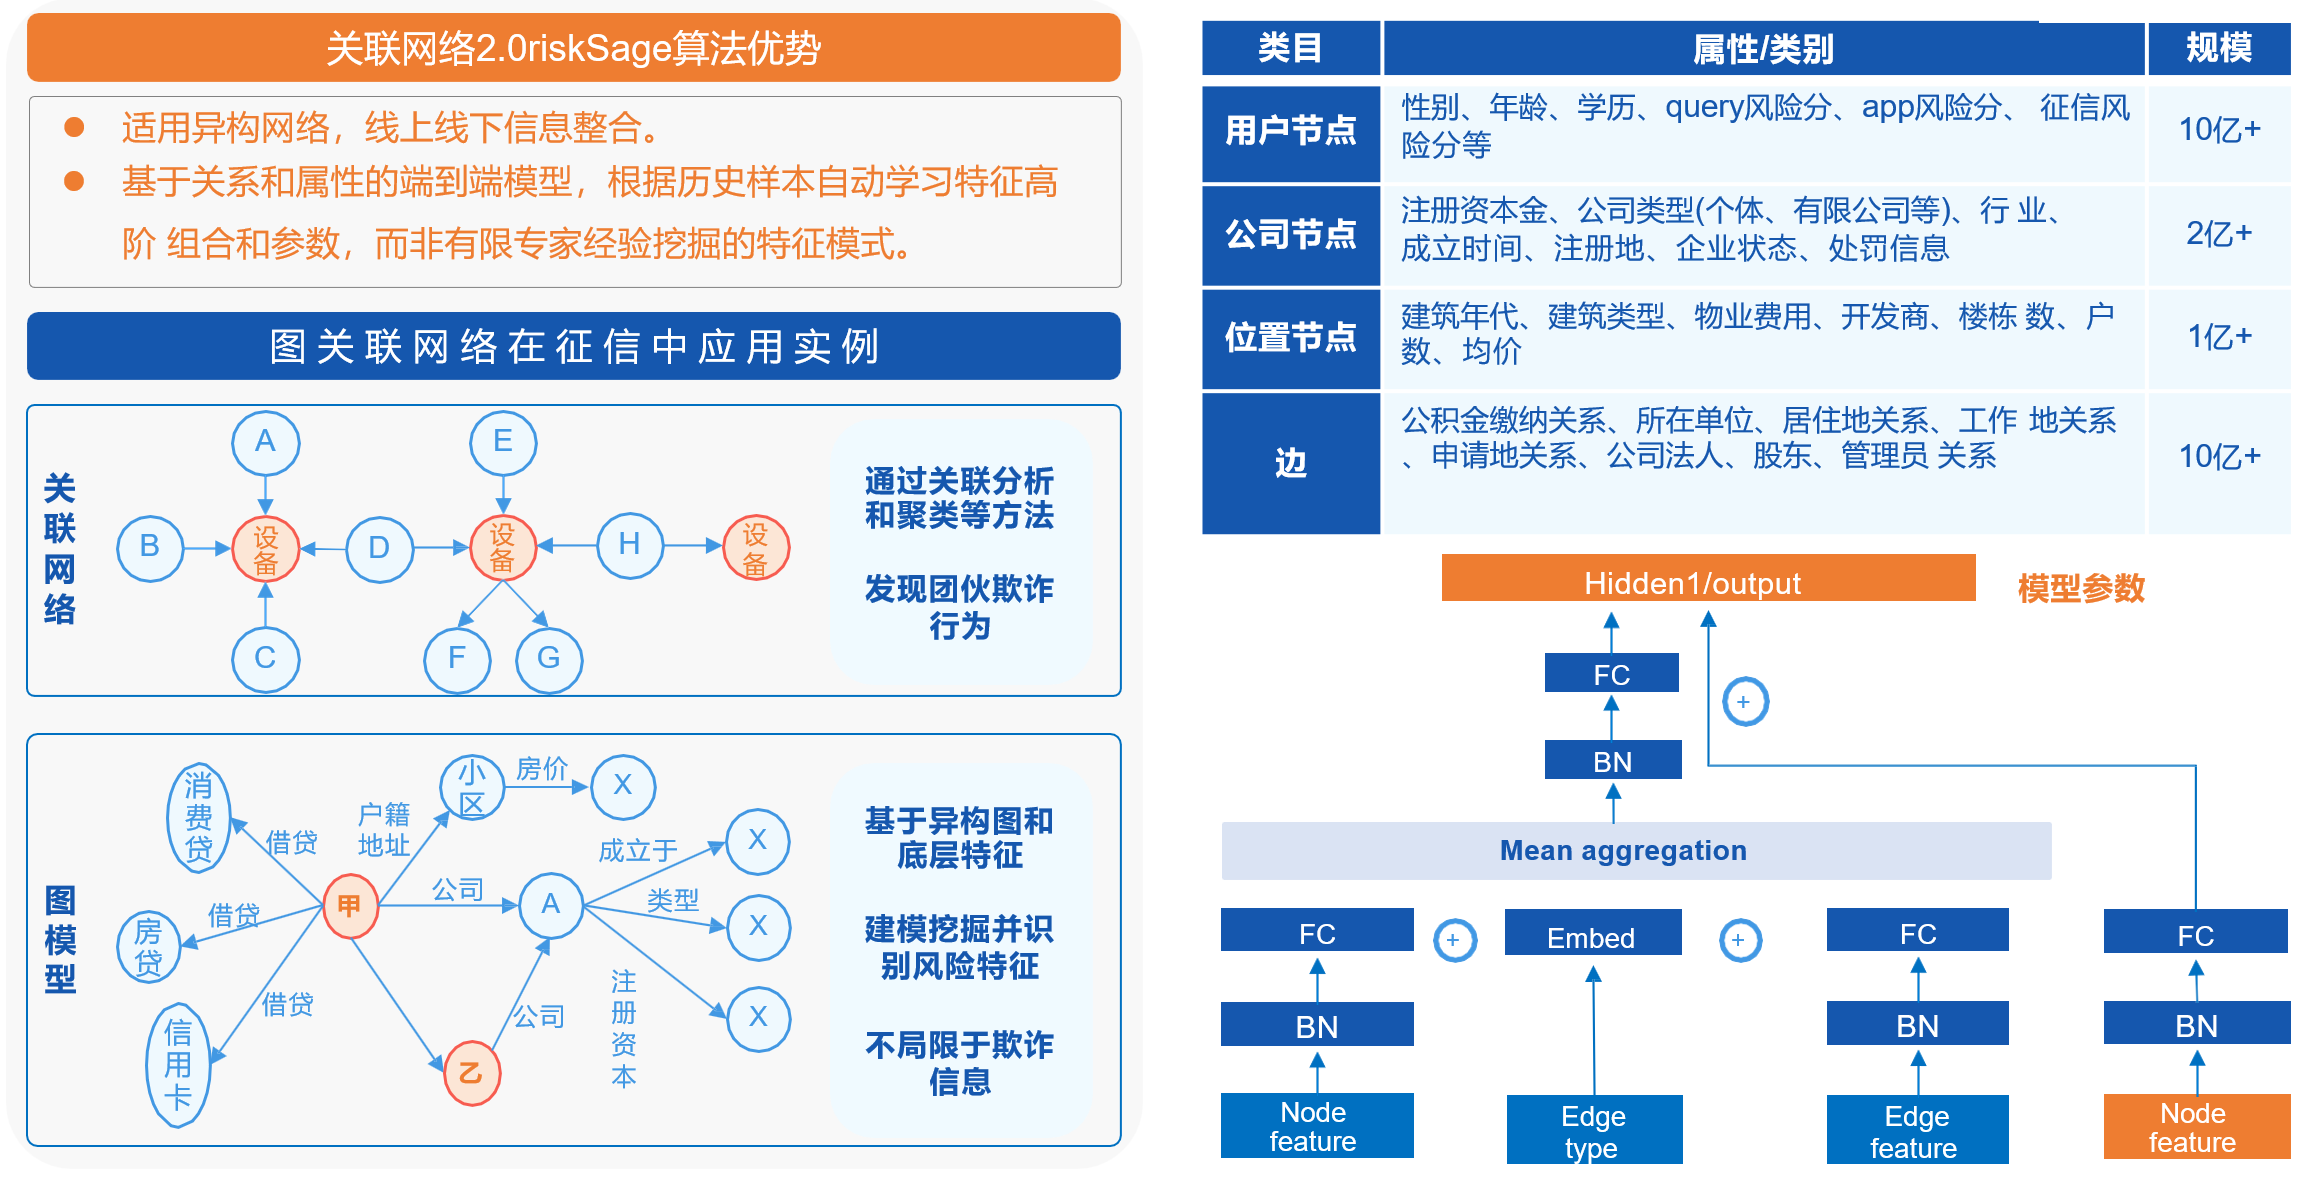 关联网络2.0riskSage算法优势
● 适用异构网络，线上线下信息整合。
● 基于关系和属性的端到端模型，根据历史样本自动学习特征高
阶 组合和参数，而非有限专家经验挖掘的特征模式。
图关联网络在征信中应用实例
关
联
网
络
A
E
B
设
备
D
设
备
H
设
备
C
F
G
通过关联分析
和聚类等方法
发现团伙欺诈
行为
图
模
型
消
费
贷
借贷
户籍
地址
小
区
房价
X
房
贷
借贷
甲
公司
A
成立于
X
类型
X
信
用
卡
借贷
乙
公司
注
册
资
本
X
基于异构图和
底层特征
建模挖掘并识
别风险特征
不局限于欺诈
信息
类目
属性/类别
规模
用户节点
性别、年龄、学历、query风险分、app风险分、 征信风
险分等
10亿+
公司节点
注册资本金、公司类型(个体、有限公司等)、行 业、
成立时间、注册地、企业状态、处罚信息
2亿+
位置节点
建筑年代、建筑类型、物业费用、开发商、楼栋 数、户
数、均价
1亿+
边
公积金缴纳关系、所在单位、居住地关系、工作 地关系
、申请地关系、公司法人、股东、管理员 关系
10亿+
Hidden1/output
模型参数
FC
+
BN
Mean aggregation
FC
+
Embed
+
FC
FC
BN
BN
BN
Node
feature
Edge
type
Edge
feature
Node
feature